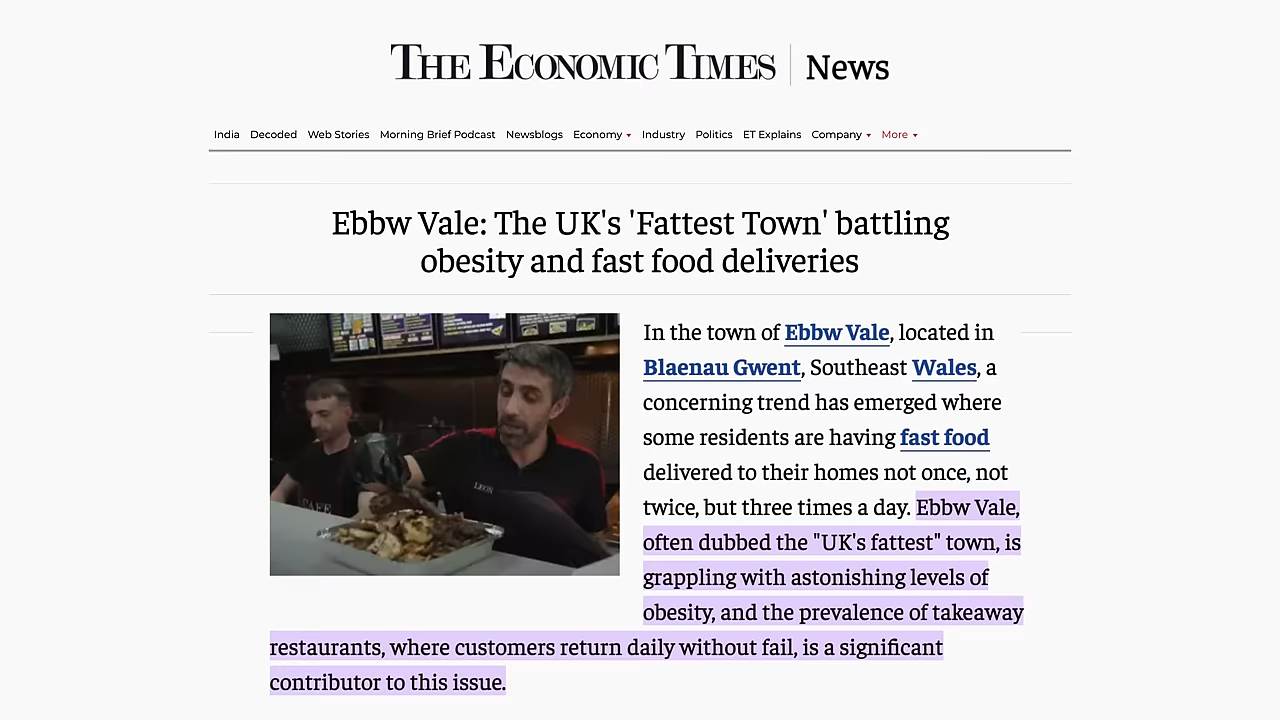 THE ECONOMIC TIMES | News
India Decoded Web Stories Morning Brief Podcast Newsblogs Economy Industry Politics ET Explains Company More
Ebbw Vale: The UK's 'Fattest Town' battling
obesity and fast food deliveries
In the town of Ebbw Vale, located in
Blaenau Gwent, Southeast Wales, a
concerning trend has emerged where
some residents are having fast food
delivered to their homes not once, not
twice, but three times a day. Ebbw Vale,
often dubbed the "UK's fattest" town, is
grappling with astonishing levels of
obesity, and the prevalence of takeaway
restaurants, where customers return daily without fail, is a significant
contributor to this issue.
CAFE
LEON